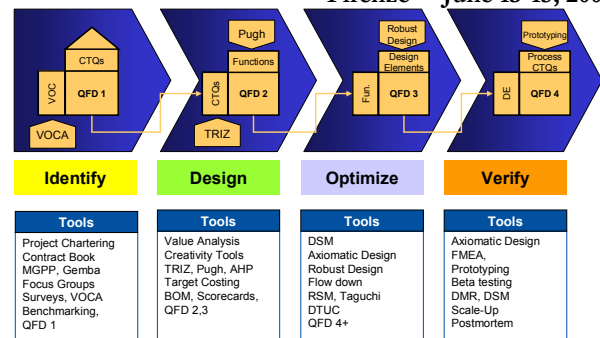 Firenze – June 13-15, 200
Pugh
Robust
Design
Prototyping
CTQs
Functions
Design
Elements
Process
CTQs
VOC
QFD 1
CTQs
QFD 2
Fun.
QFD 3
DE
QFD 4
VOCA
TRIZ
Identify
Design
Optimize
Verify
Tools
Project Chartering
Contract Book
MGPP, Gemba
Focus Groups
Surveys, VOCA
Benchmarking,
QFD 1
Tools
Value Analysis
Creativity Tools
TRIZ, Pugh, AHP
Target Costing
BOM, Scorecards,
QFD 2,3
Tools
DSM
Axiomatic Design
Robust Design
Flow down
RSM, Taguchi
DTUC
QFD 4+
Tools
Axiomatic Design
FMEA,
Prototyping
Beta testing
DMR, DSM
Scale-Up
Postmortem